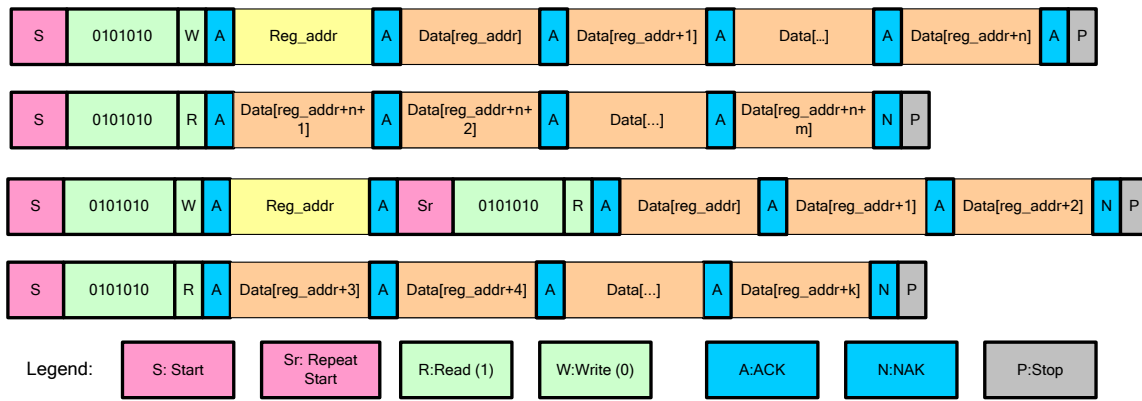 S 0101010 W A Reg_addr A Data[reg_addr] A Data[reg_addr+1] A Data[…] A Data[reg_addr+n] A P
S 0101010 R A Data[reg_addr+n+
1] A Data[reg_addr+n+
2] A Data[...] A Data[reg_addr+n+
m] N P
S 0101010 W A Reg_addr A Sr 0101010 R A Data[reg_addr] A Data[reg_addr+1] A Data[reg_addr+2] N P
S 0101010 R A Data[reg_addr+3] A Data[reg_addr+4] A Data[...] A Data[reg_addr+k] N P
Legend: S: Start Sr: Repeat
Start R:Read (1) W:Write (0) A:ACK N:NAK P:Stop